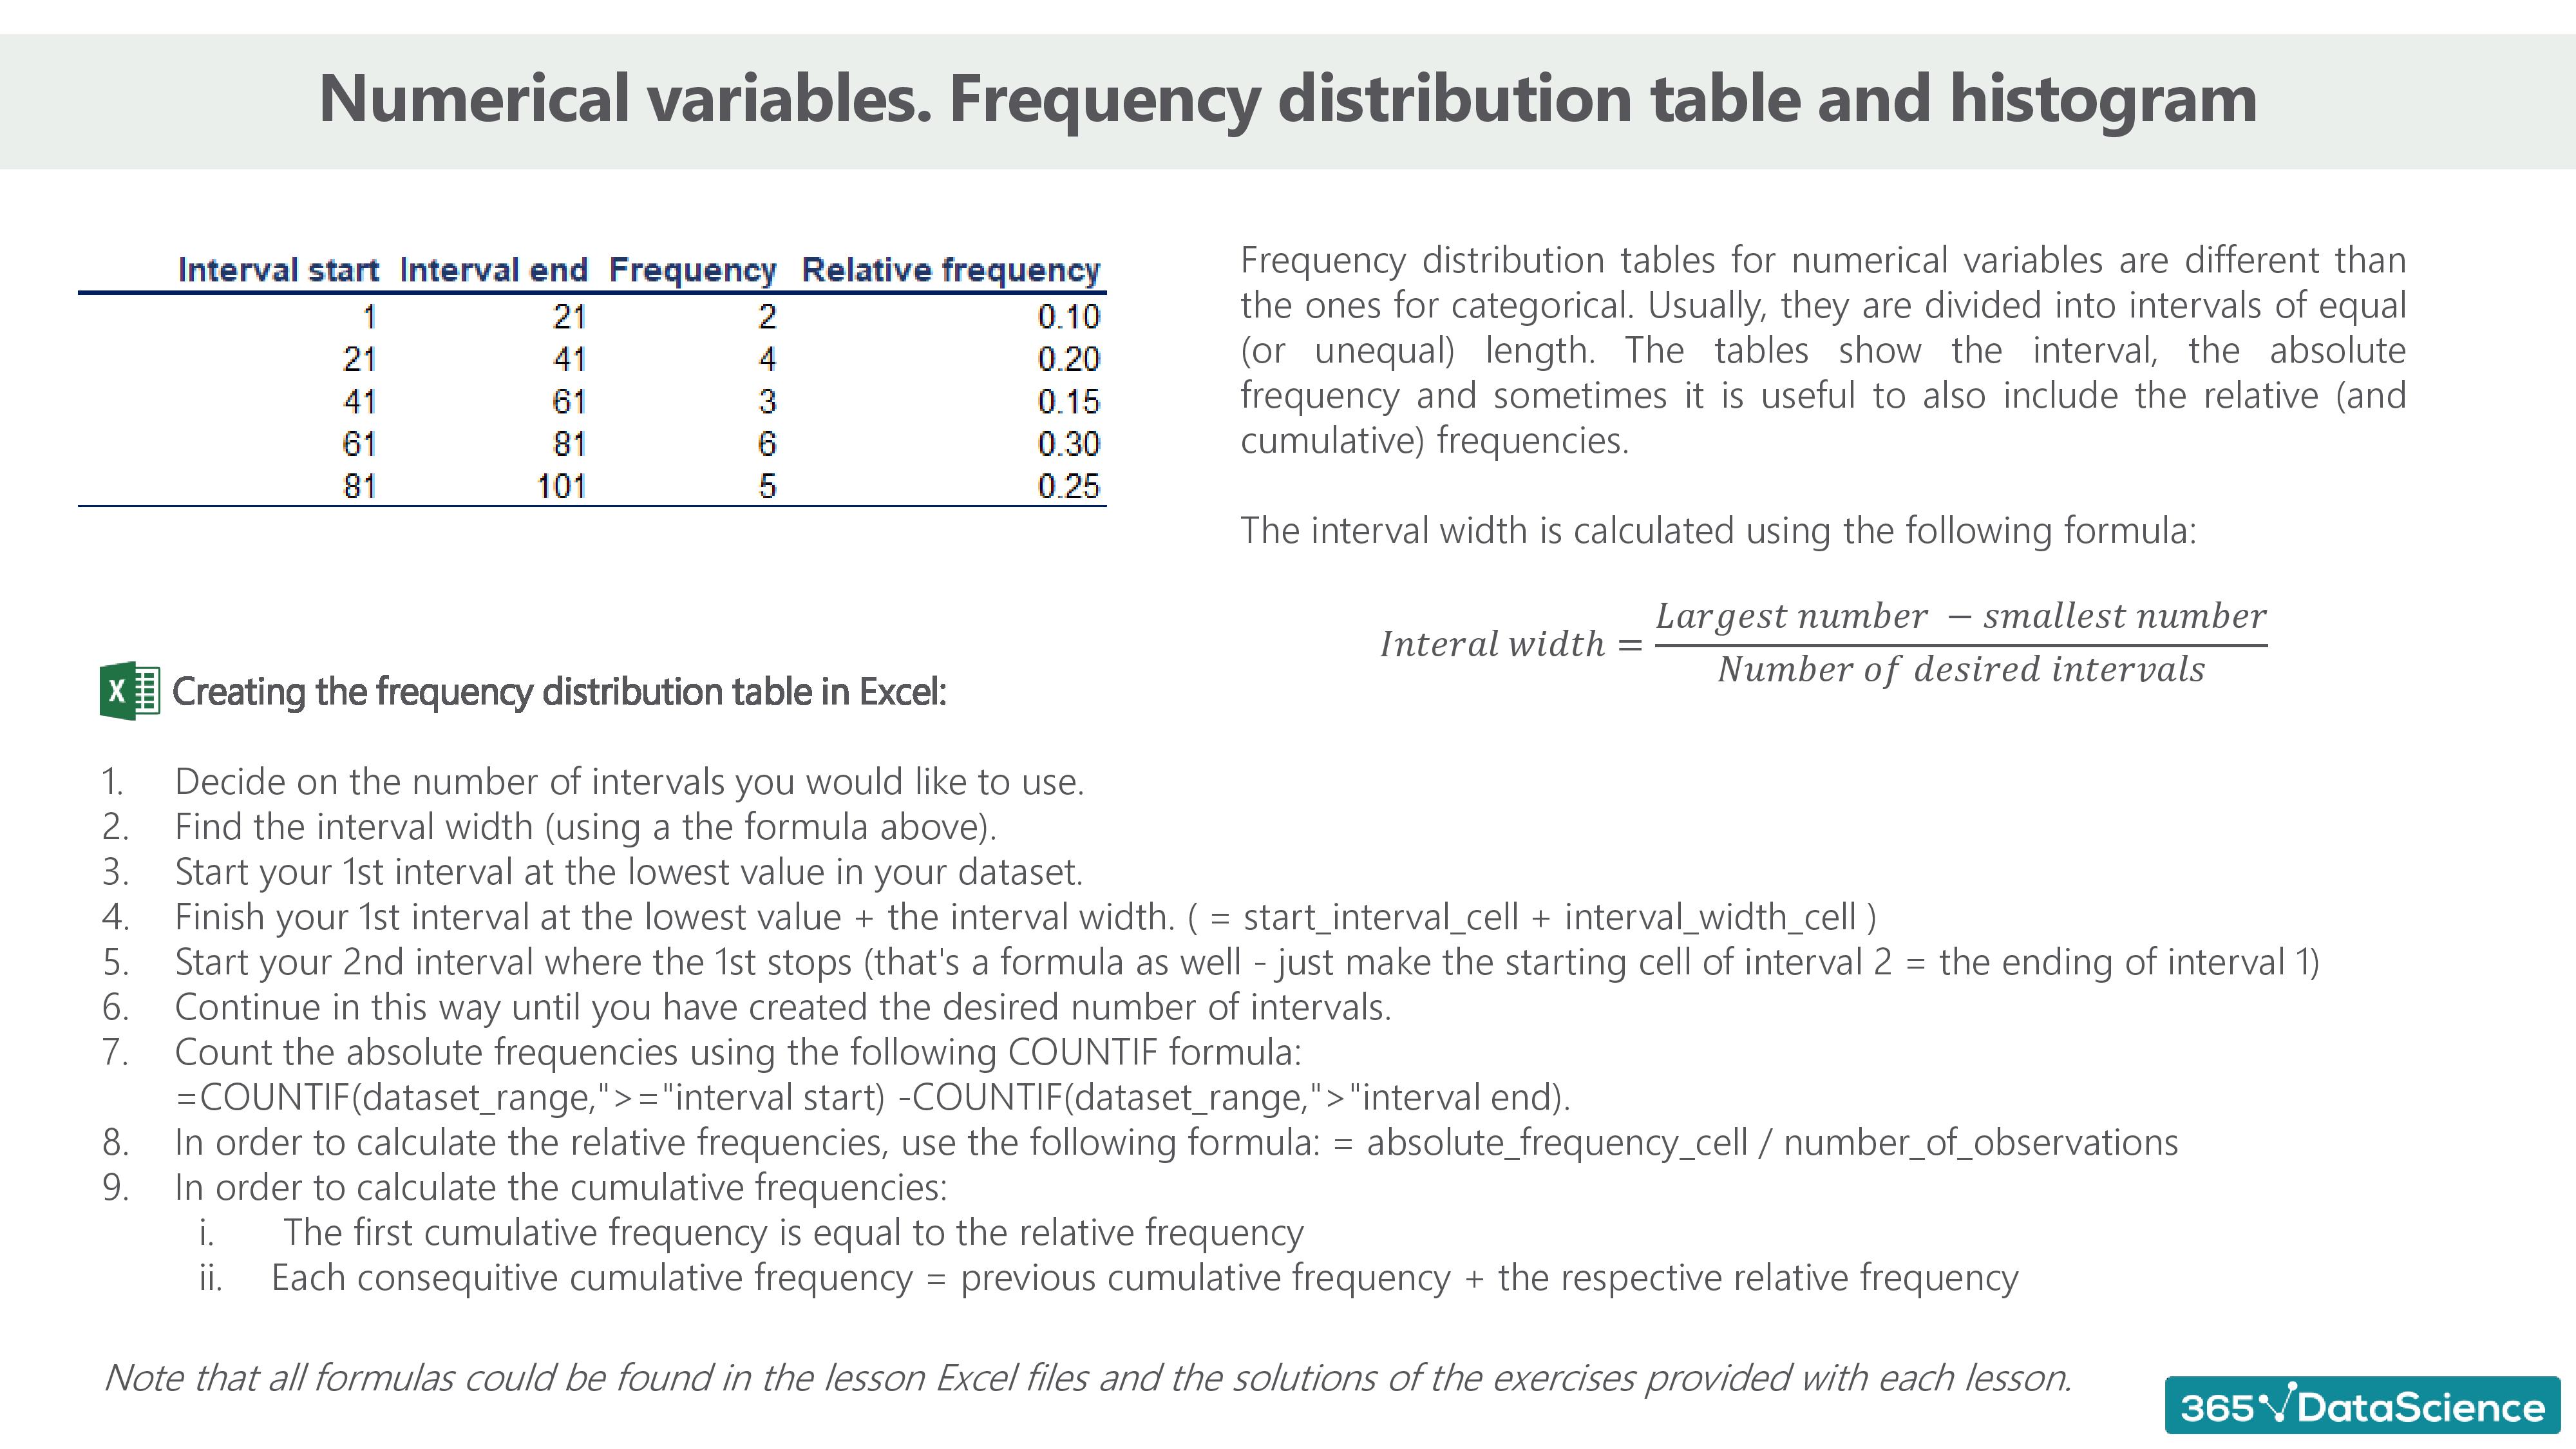 Numerical variables. Frequency distribution table and histogram
Interval start Interval end Frequency Relative frequency
1 21 2 0.10
21 41 4 0.20
41 61 3 0.15
61 81 6 0.30
81 101 5 0.25
Frequency distribution tables for numerical variables are different than
the ones for categorical. Usually, they are divided into intervals of equal
(or unequal) length. The tables show the interval, the absolute
frequency and sometimes it is useful to also include the relative (and
cumulative) frequencies.
The interval width is calculated using the following formula:
Interal width = Largest number − smallest number
Number of desired intervals
X Creating the frequency distribution table in Excel:
1. Decide on the number of intervals you would like to use.
2. Find the interval width (using a the formula above).
3. Start your 1st interval at the lowest value in your dataset.
4. Finish your 1st interval at the lowest value + the interval width. ( = start_interval_cell + interval_width_cell )
5. Start your 2nd interval where the 1st stops (that's a formula as well - just make the starting cell of interval 2 = the ending of interval 1)
6. Continue in this way until you have created the desired number of intervals.
7. Count the absolute frequencies using the following COUNTIF formula:
=COUNTIF(dataset_range,">="interval start) -COUNTIF(dataset_range,">"interval end).
8. In order to calculate the relative frequencies, use the following formula: = absolute_frequency_cell / number_of_observations
9. In order to calculate the cumulative frequencies:
i. The first cumulative frequency is equal to the relative frequency
ii. Each consequitive cumulative frequency = previous cumulative frequency + the respective relative frequency
Note that all formulas could be found in the lesson Excel files and the solutions of the exercises provided with each lesson.
365 DataScience